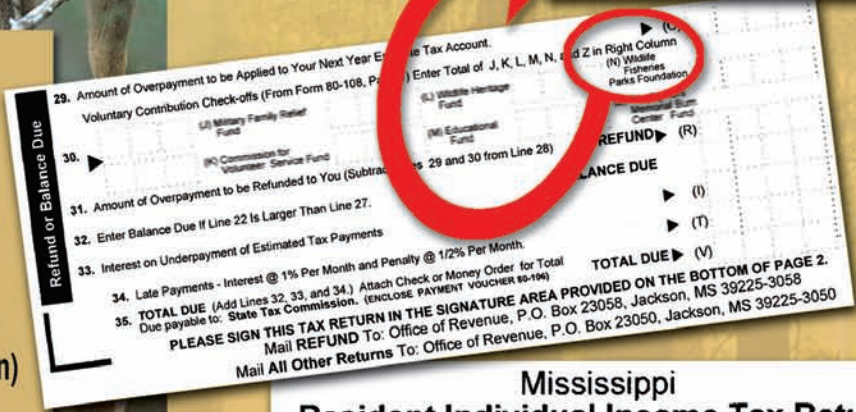 Refund or Balance Due
29. Amount of Overpayment to be Applied to Your Next Year Tax Account.
Voluntary Contribution Check-offs (From Form 80-108, Enter Total of J, K, L, M, N, and Z in Right Column
30.
(J) Military Family Relief
Fund
(K) Commission for
Volunteer Service Fund
(L) Wildlife Heritage
Fund
(M) Educational
Fund
(N) Wildlife
Fisheries
Parks Foundation
Memorial Burn
Center Fund
31. Amount of Overpayment to be Refunded to You (Subtract 29 and 30 from Line 28)
REFUND (R)
32. Enter Balance Due If Line 22 Is Larger Than Line 27.
33. Interest on Underpayment of Estimated Tax Payments
(I)
34. Late Payments - Interest @ 1% Per Month and Penalty @ 1/2% Per Month.
(T)
35. TOTAL DUE (Add Lines 32, 33, and 34.) Attach Check or Money Order for Total
Due payable to: State Tax Commission. (ENCLOSE PAYMENT VOUCHER 80-106)
TOTAL DUE (V)
PLEASE SIGN THIS TAX RETURN IN THE SIGNATURE AREA PROVIDED ON THE BOTTOM OF PAGE 2.
Mail REFUND To: Office of Revenue, P.O. Box 23058, Jackson, MS 39225-3058
Mail All Other Returns To: Office of Revenue, P.O. Box 23050, Jackson, MS 39225-3050
Mississippi